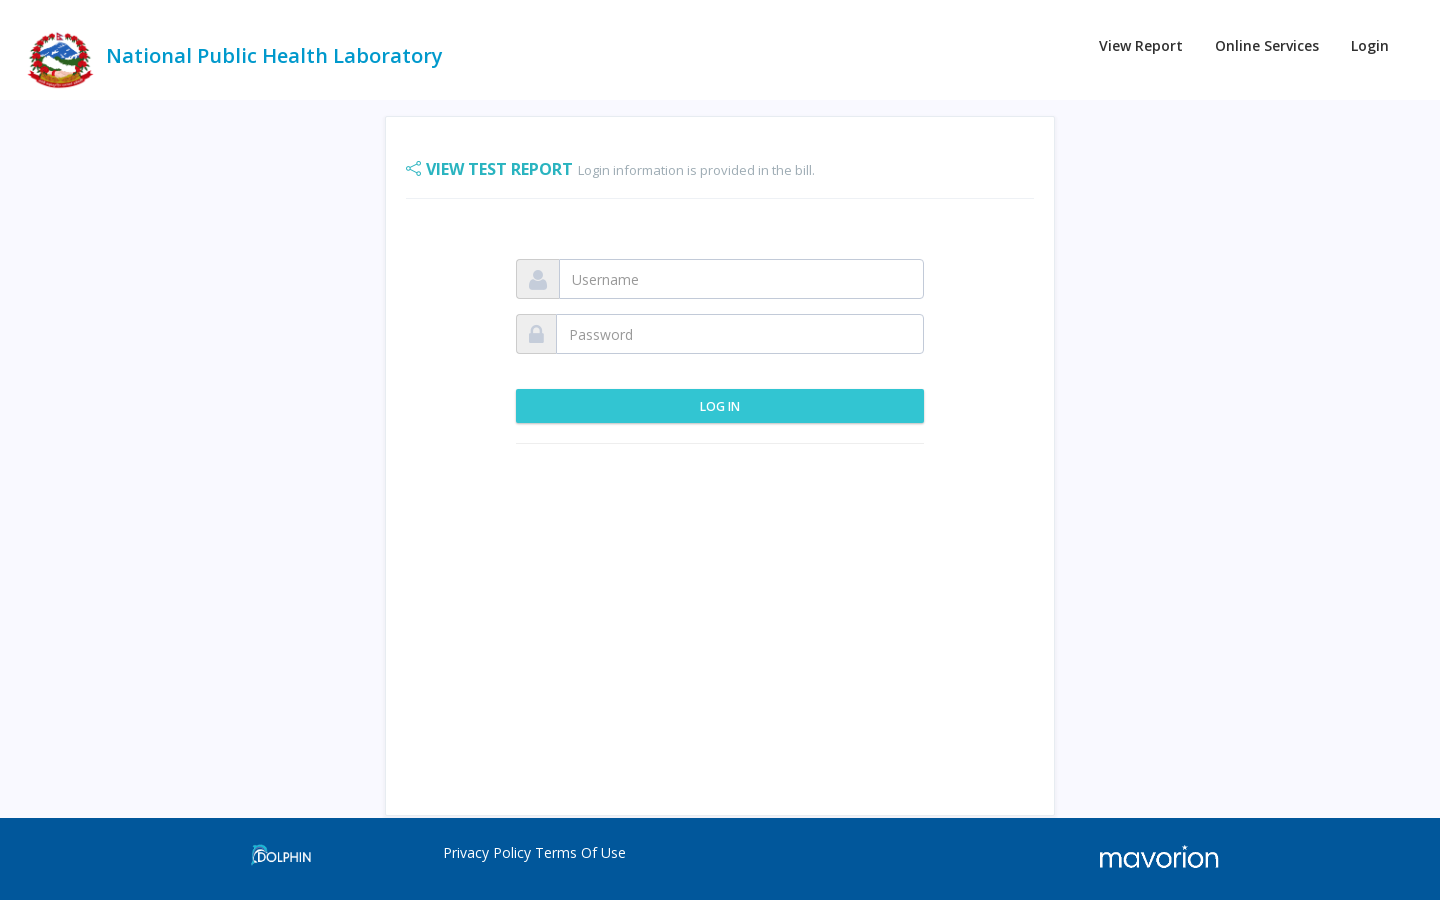 National Public Health Laboratory
View Report Online Services Login
VIEW TEST REPORT Login information is provided in the bill.
Username
Password
LOG IN
DOLPHIN
Privacy Policy Terms Of Use
mavorion